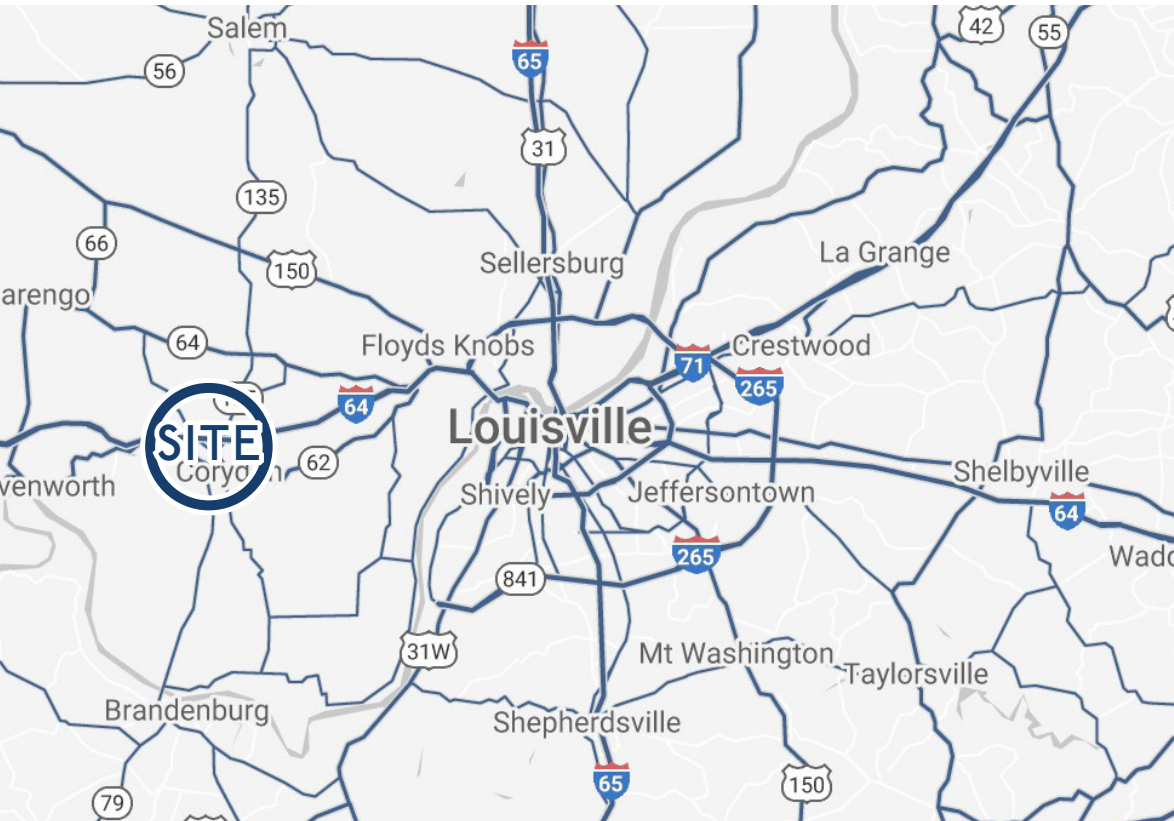 Salem
42
55
65
56
31
135
66
150
Sellersburg
La Grange
arengo
64
Floyds Knobs
Crestwood
71
265
64
SITE
Louisville
Coryd n
62
venworth
Shively
Jeffersontown
Shelbyville
64
265
Wadd
841
31W
Mt Washington
Taylorsville
Brandenburg
Shepherdsville
65
150
79